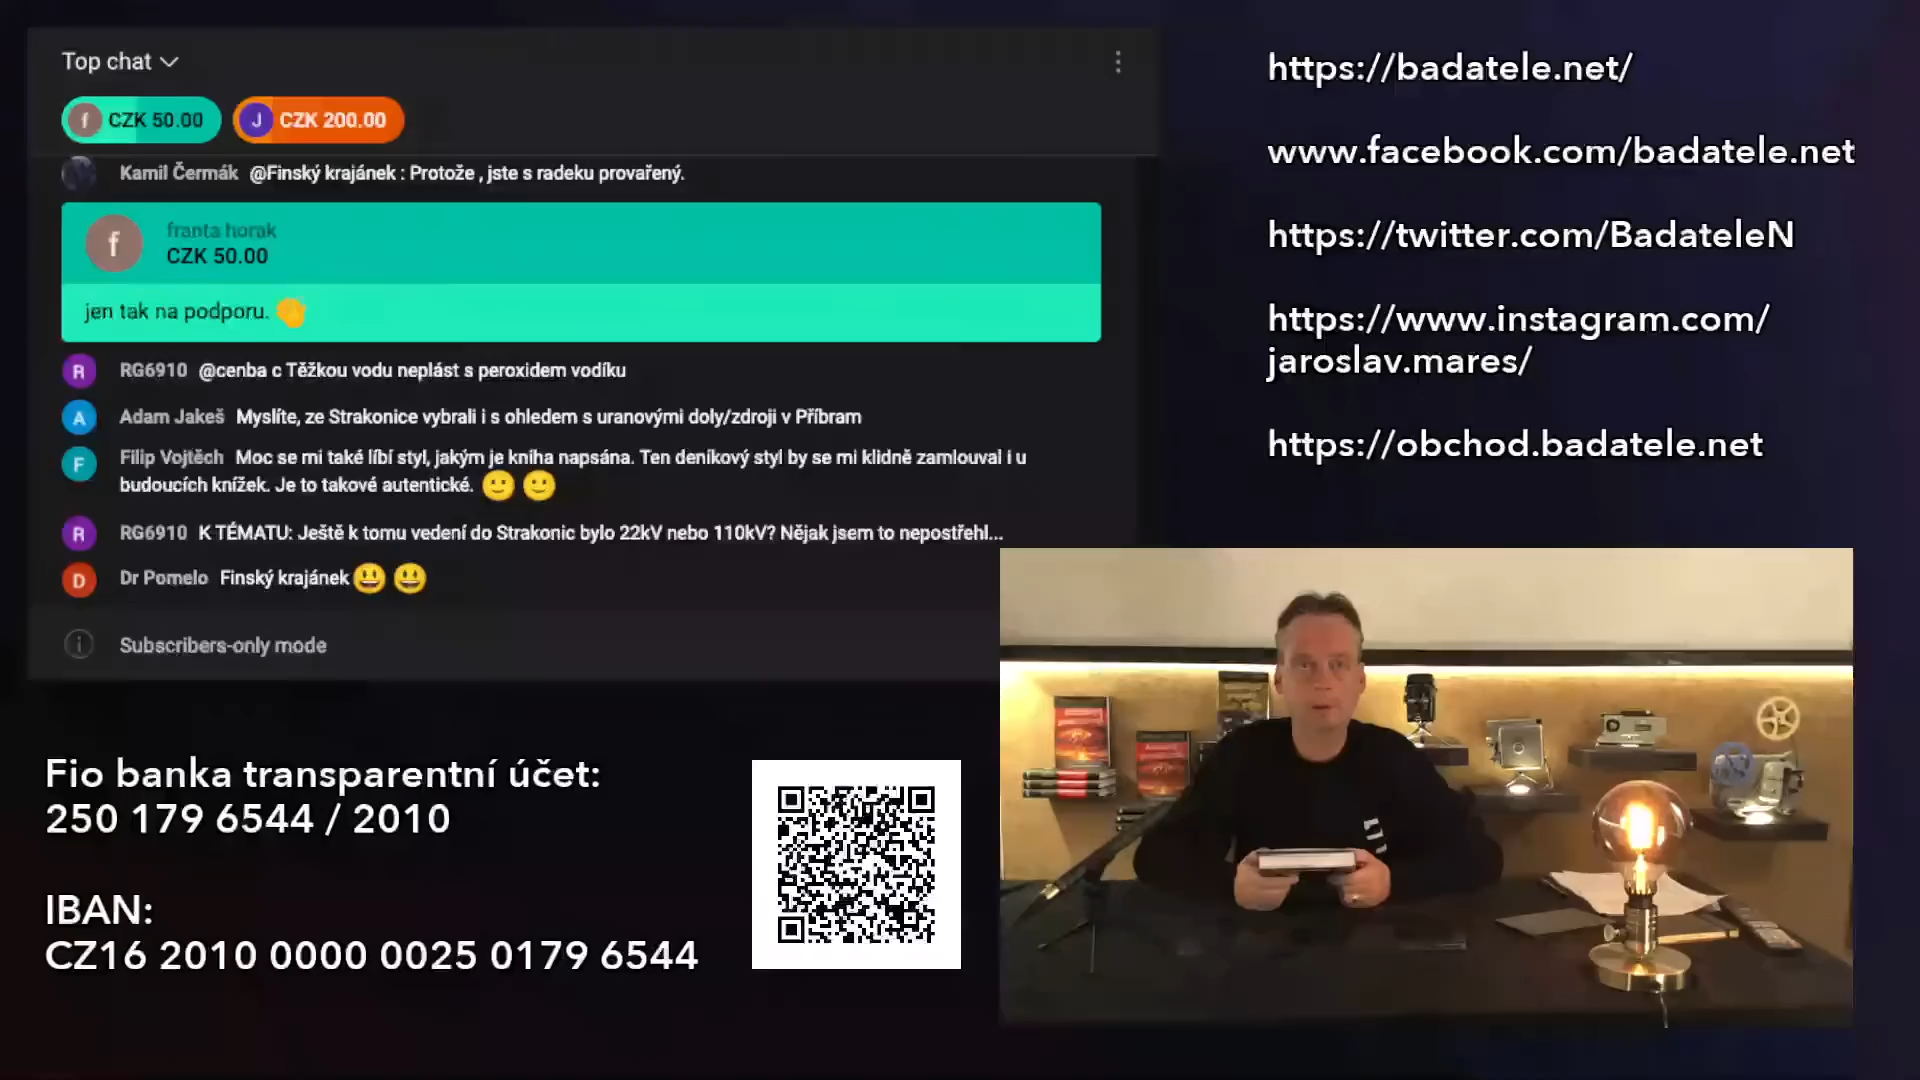 Top chat
f CZK 50.00 J CZK 200.00
Kamil Čermák @Finský krajánek : Protože , jste s radeku provařený.
f franta horak
CZK 50.00
jen tak na podporu.
R RG6910 @cenba c Těžkou vodu neplást s peroxidem vodíku
A Adam Jakeš Myslíte, ze Strakonice vybrali i s ohledem s uranovými doly/zdroji v Příbram
F Filip Vojtěch Moc se mi také líbí styl, jakým je kniha napsána. Ten deníkový styl by se mi klidně zamlouval i u
budoucích knížek. Je to takové autentické.
R RG6910 K TÉMATU: Ještě k tomu vedení do Strakonic bylo 22kV nebo 110kV? Nějak jsem to nepostřehl...
D Dr Pomelo Finský krajánek
Subscribers-only mode
https://badatele.net/
www.facebook.com/badatele.net
https://twitter.com/BadateleN
https://www.instagram.com/
jaroslav.mares/
https://obchod.badatele.net
Fio banka transparentní účet:
250 179 6544 / 2010
IBAN:
CZ16 2010 0000 0025 0179 6544